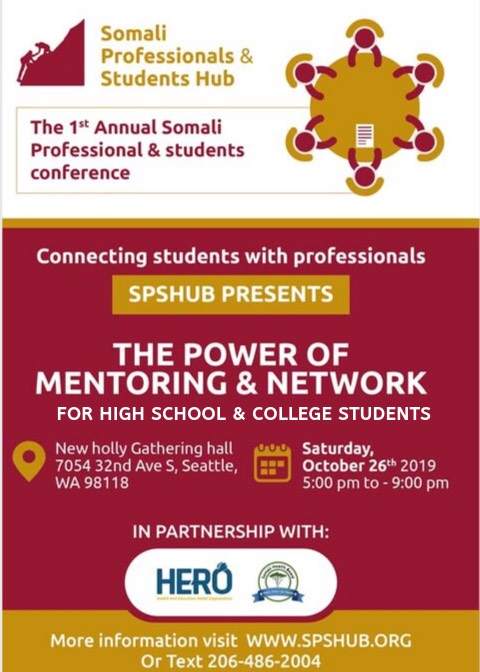 Somali
Professionals &
Students Hub
The 1st Annual Somali
Professional & students
conference
Connecting students with professionals
SPSHUB PRESENTS
THE POWER OF
MENTORING & NETWORK
FOR HIGH SCHOOL & COLLEGE STUDENTS
New holly Gathering hall
7054 32nd Ave S, Seattle,
WA 98118
Saturday,
October 26th 2019
5:00 pm to - 9:00 pm
IN PARTNERSHIP WITH:
HERO
More information visit WWW.SPSHUB.ORG
Or Text 206-486-2004